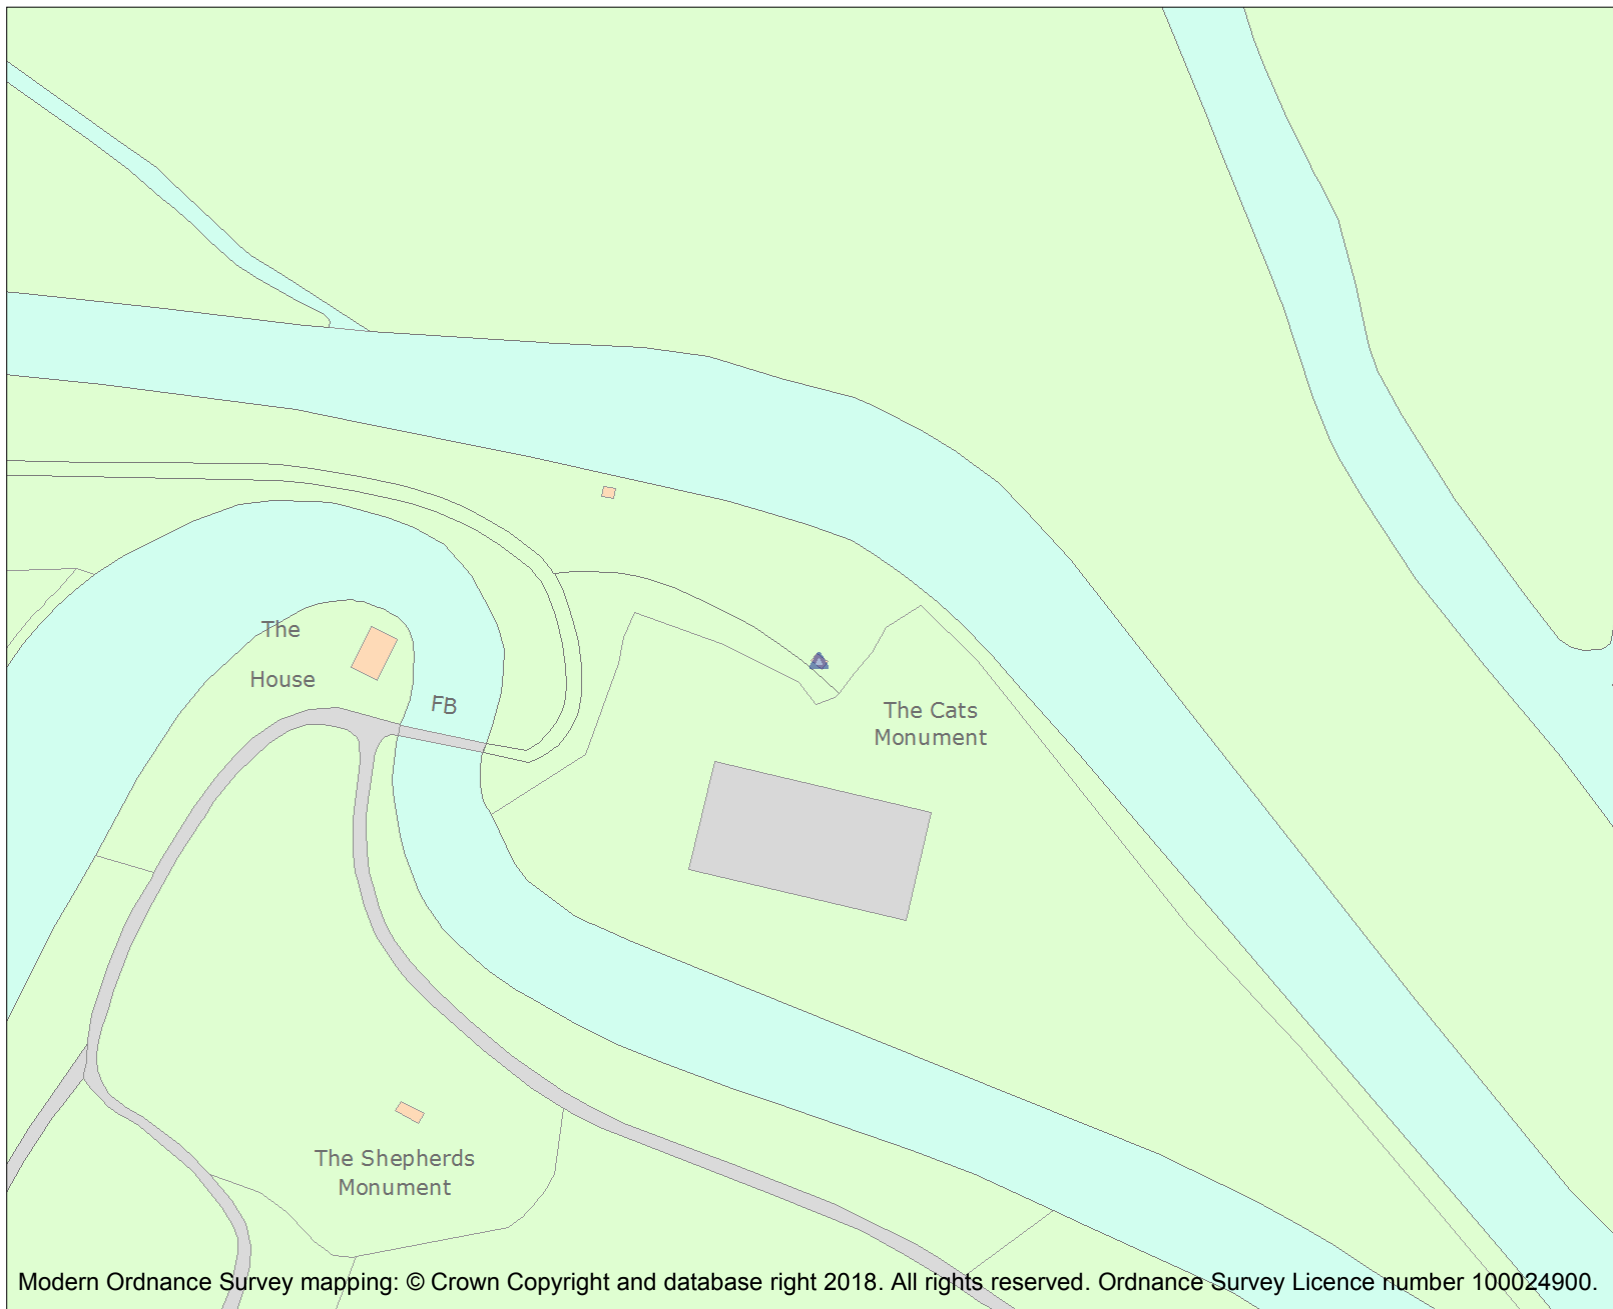 The
House
FB
The Cats
Monument
The Shepherds
Monument
Modern Ordnance Survey mapping: © Crown Copyright and database right 2018. All rights reserved. Ordnance Survey Licence number 100024900.